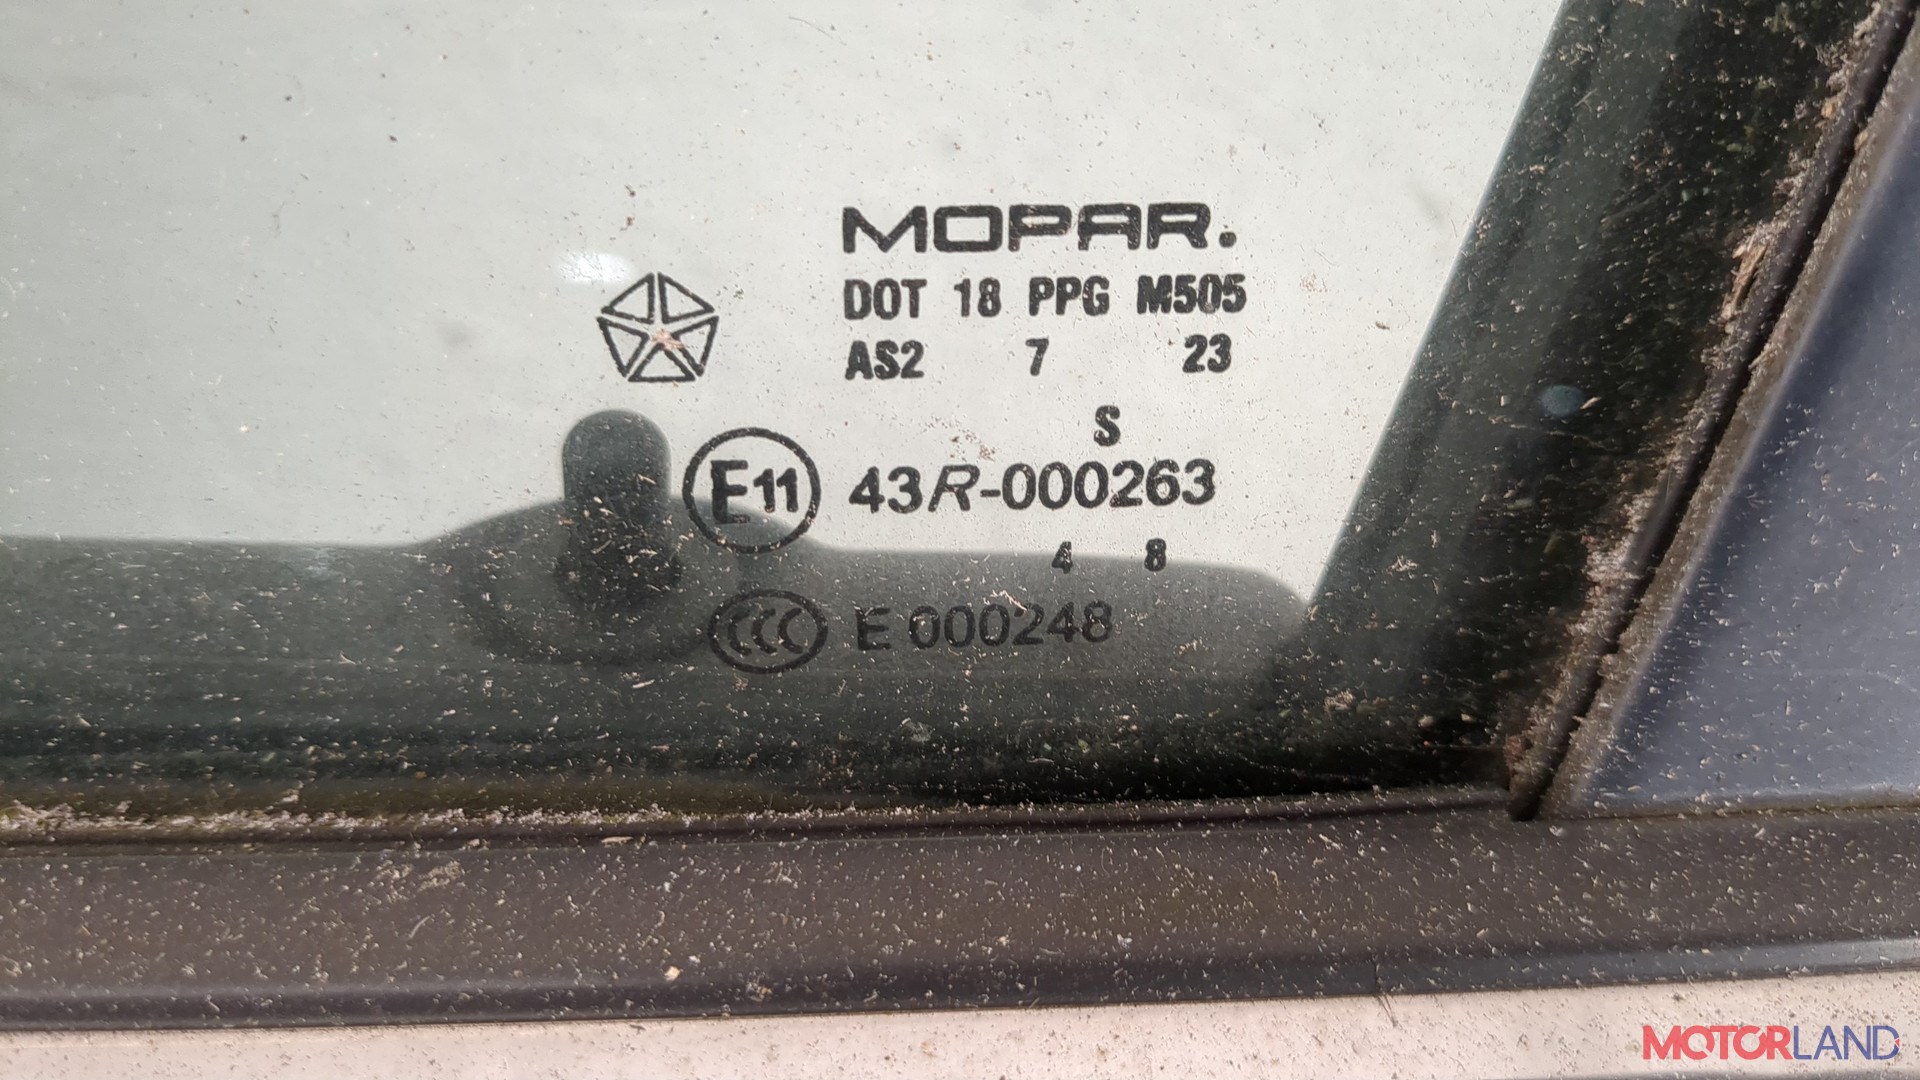 MOPAR.
DOT 18 PPG M505
AS2 7 23
S
E11 43R-000263
4 8
CCC E 000248
MOTORLAND